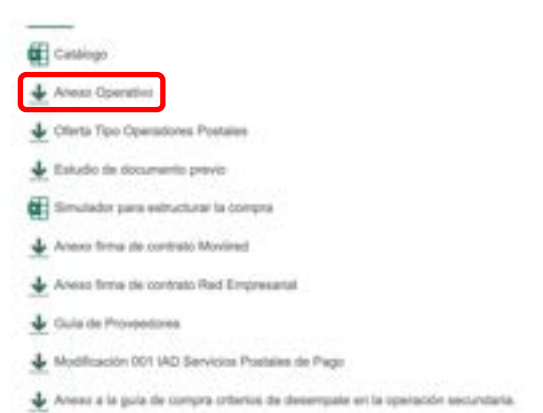 Catálogo
Anexo Operativo
Oferta Tipo Operadores Postales
Estudio de documento previo
Simulador para estructurar la compra
Anexo firma de contrato Moviired
Anexo firma de contrato Red Empresarial
Guía de Proveedores
Modificación 001 IAD Servicios Postales de Pago
Anexo a la guía de compra criterios de desempate en la operación secundaria.